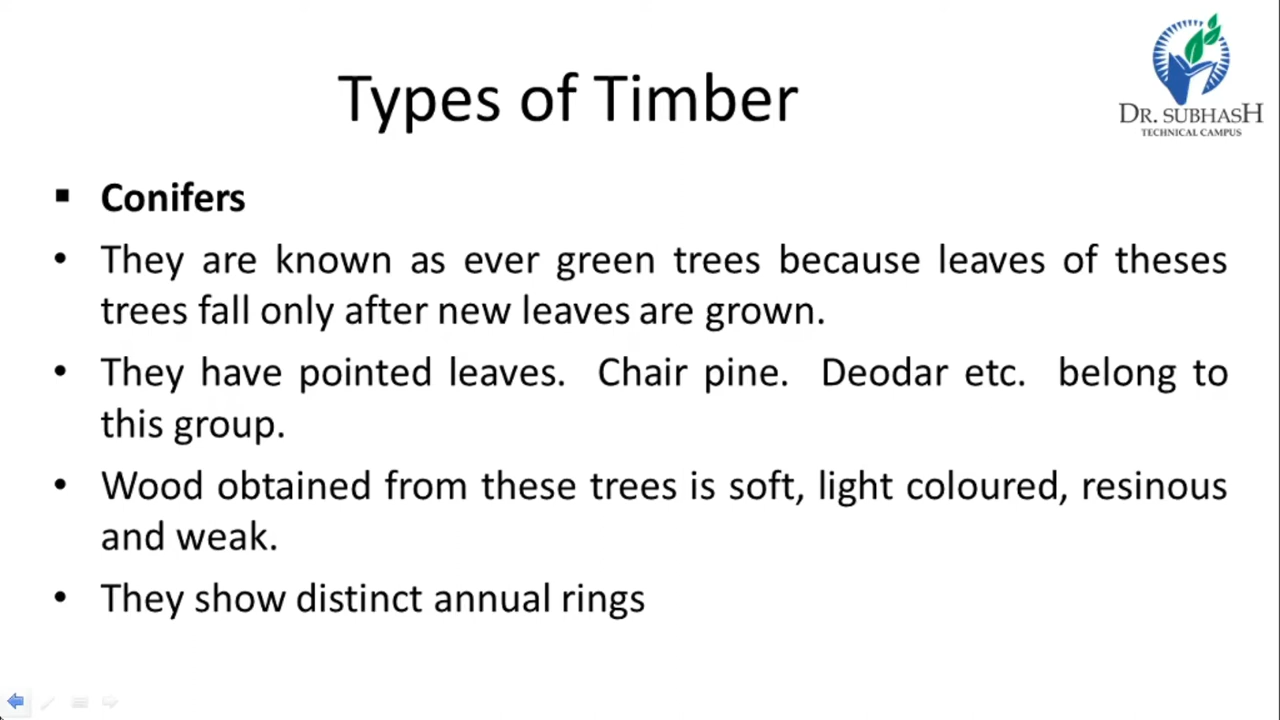 DR. SUBHASH
TECHNICAL CAMPUS
Types of Timber
▪ Conifers
• They are known as ever green trees because leaves of theses
trees fall only after new leaves are grown.
• They have pointed leaves. Chair pine. Deodar etc. belong to
this group.
• Wood obtained from these trees is soft, light coloured, resinous
and weak.
• They show distinct annual rings